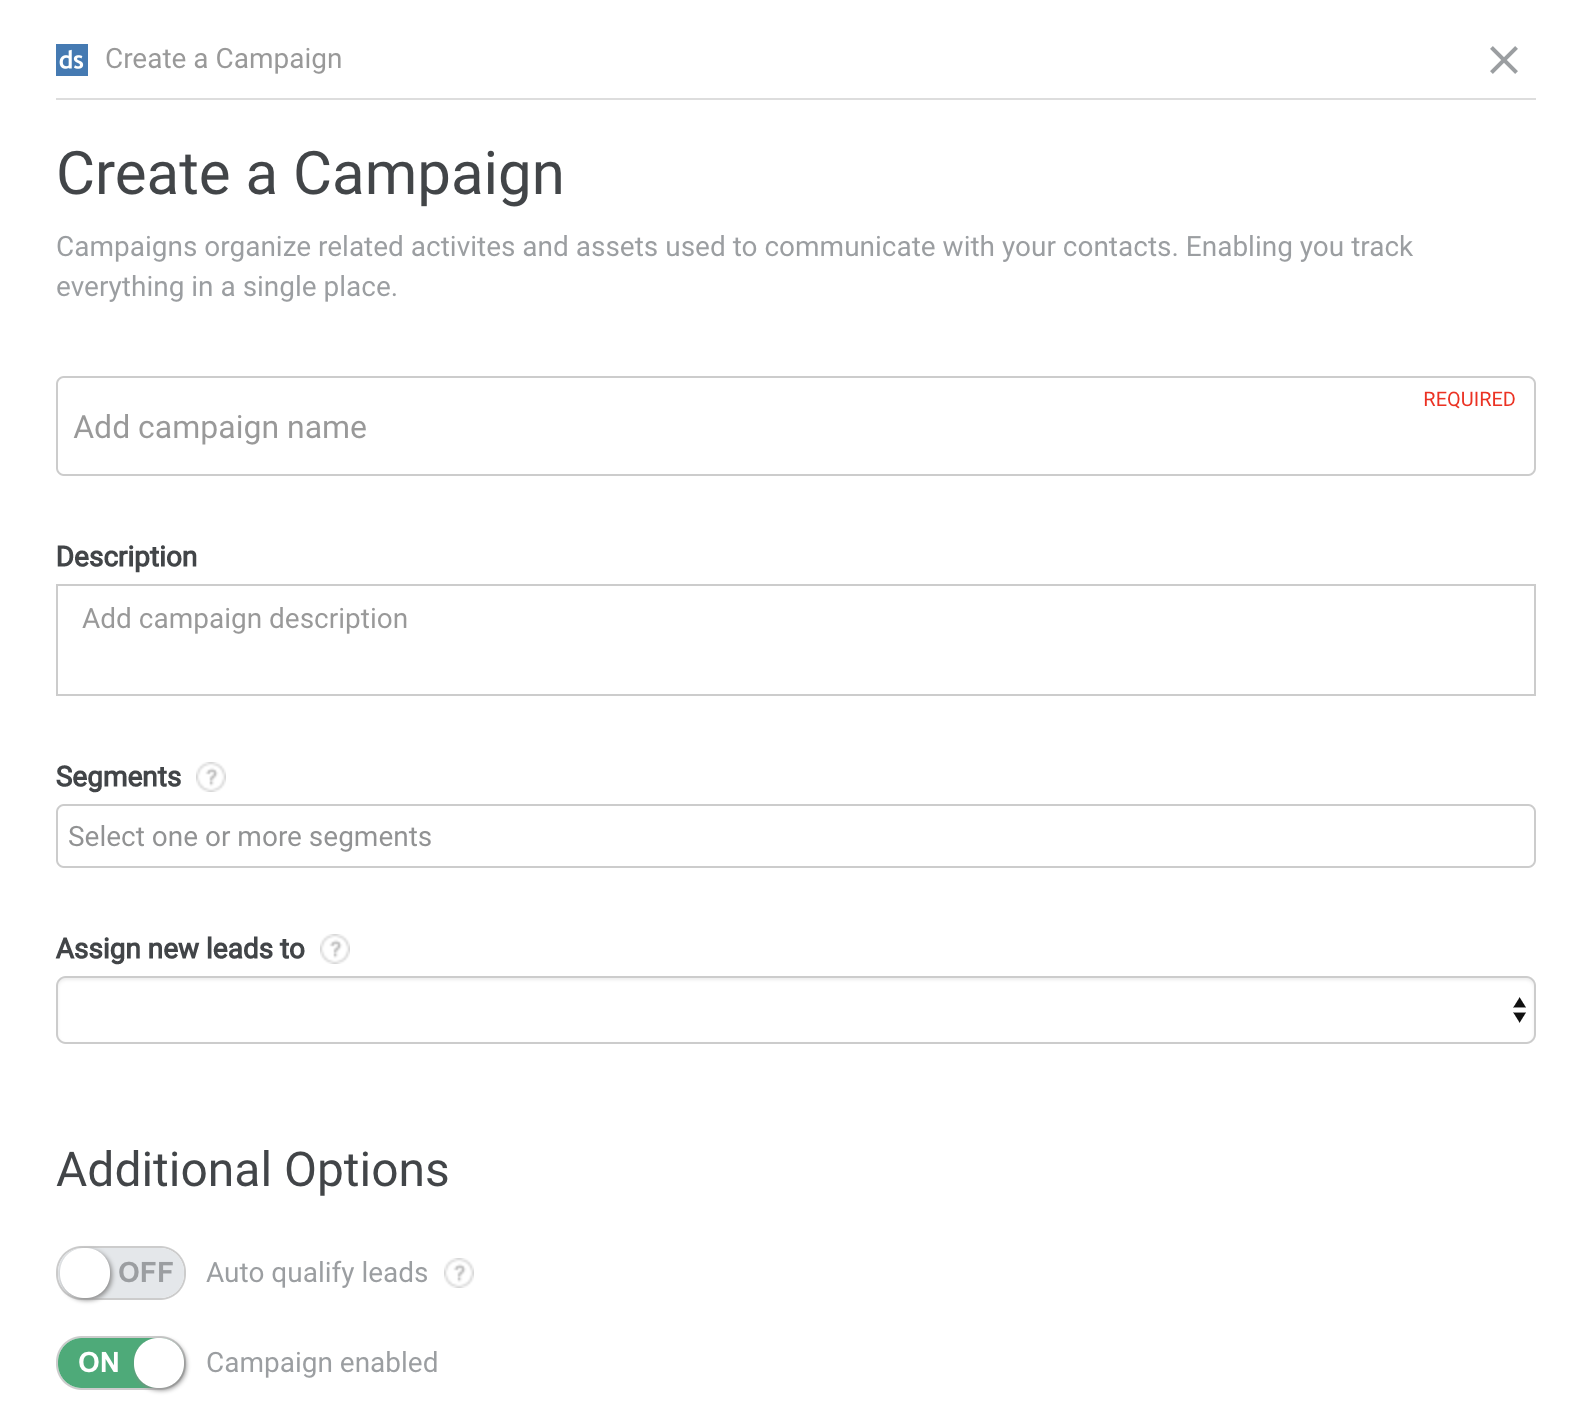 ds Create a Campaign
Create a Campaign
Campaigns organize related activites and assets used to communicate with your contacts. Enabling you track
everything in a single place.
REQUIRED
Add campaign name
Description
Add campaign description
Segments ?
Select one or more segments
Assign new leads to ?
Additional Options
OFF Auto qualify leads ?
ON Campaign enabled